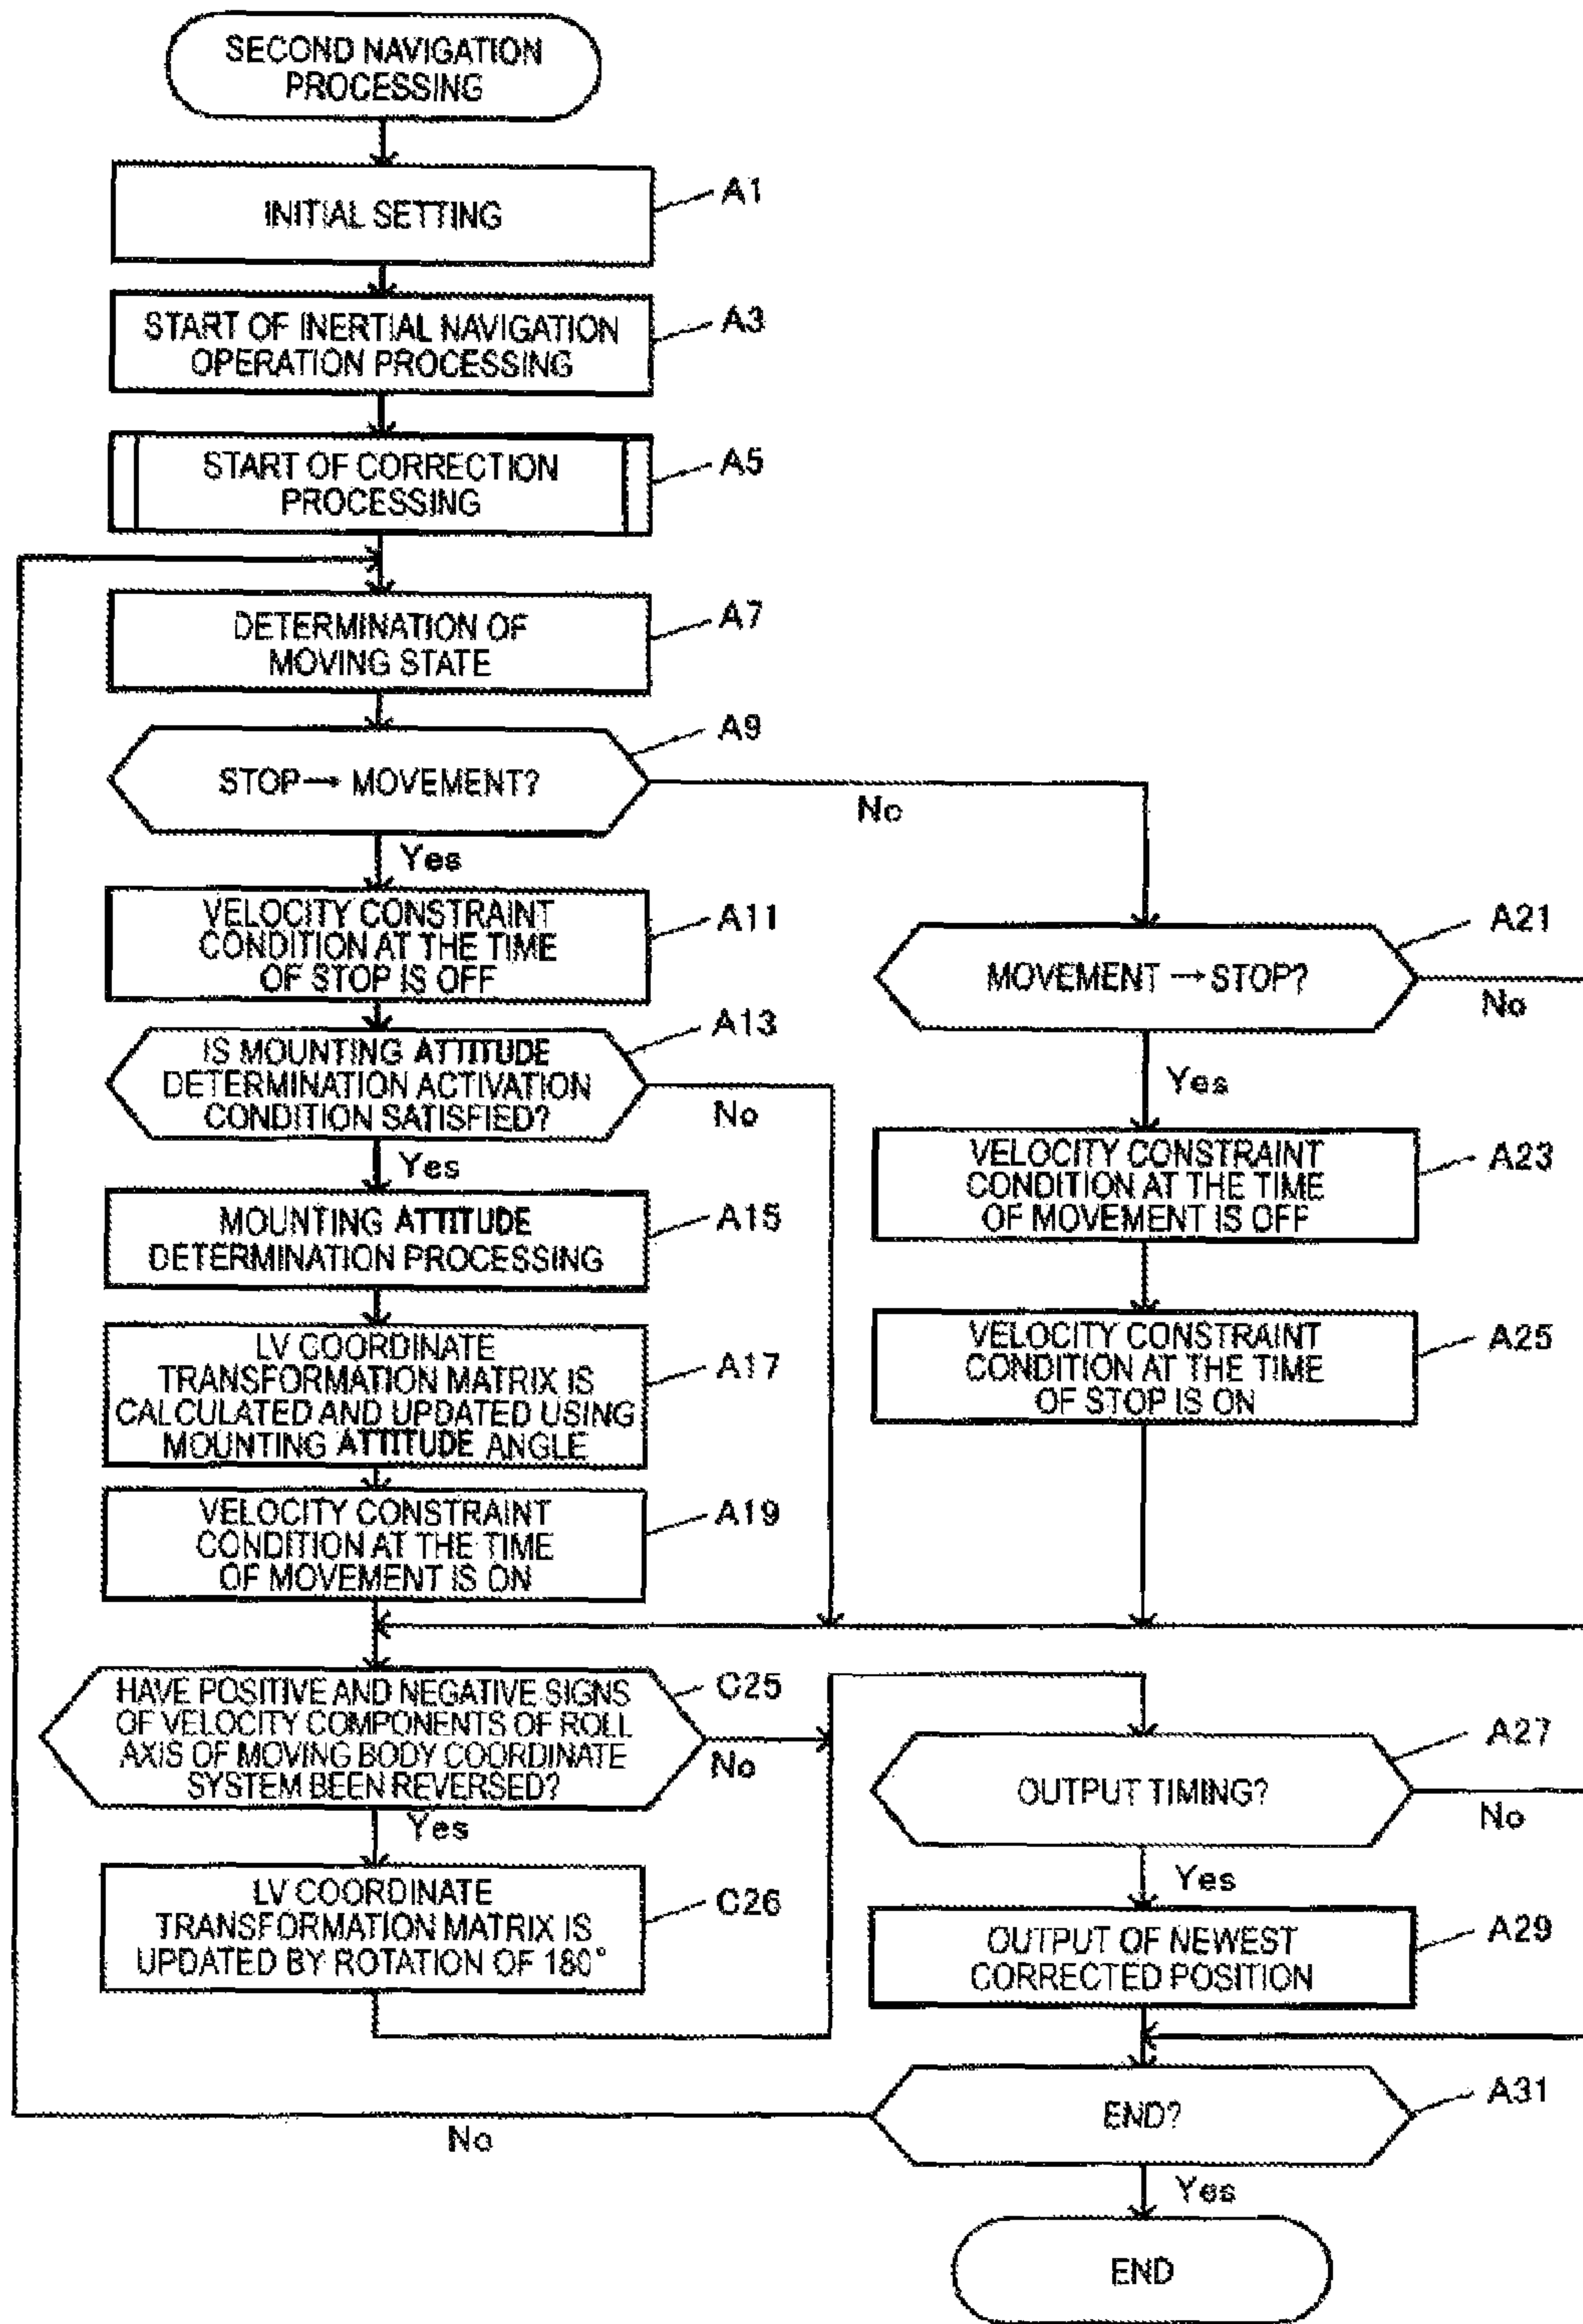 SECOND NAVIGATION
PROCESSING
INITIAL SETTING
A1
START OF INERTIAL NAVIGATION
OPERATION PROCESSING
A3
START OF CORRECTION
PROCESSING
A5
DETERMINATION OF
MOVING STATE
A7
STOP→MOVEMENT?
A9
No
Yes
VELOCITY CONSTRAINT
CONDITION AT THE TIME
OF STOP IS OFF
A11
IS MOUNTING ATTITUDE
DETERMINATION ACTIVATION
CONDITION SATISFIED?
A13
No
Yes
MOUNTING ATTITUDE
DETERMINATION PROCESSING
A15
LV COORDINATE
TRANSFORMATION MATRIX IS
CALCULATED AND UPDATED USING
MOUNTING ATTITUDE ANGLE
A17
VELOCITY CONSTRAINT
CONDITION AT THE TIME
OF MOVEMENT IS ON
A19
MOVEMENT→STOP?
A21
No
Yes
VELOCITY CONSTRAINT
CONDITION AT THE TIME
OF MOVEMENT IS OFF
A23
VELOCITY CONSTRAINT
CONDITION AT THE TIME
OF STOP IS ON
A25
HAVE POSITIVE AND NEGATIVE SIGNS
OF VELOCITY COMPONENTS OF ROLL
AXIS OF MOVING BODY COORDINATE
SYSTEM BEEN REVERSED?
C25
No
Yes
LV COORDINATE
TRANSFORMATION MATRIX IS
UPDATED BY ROTATION OF 180°
C26
OUTPUT TIMING?
A27
No
Yes
OUTPUT OF NEWEST
CORRECTED POSITION
A29
END?
A31
No
Yes
END